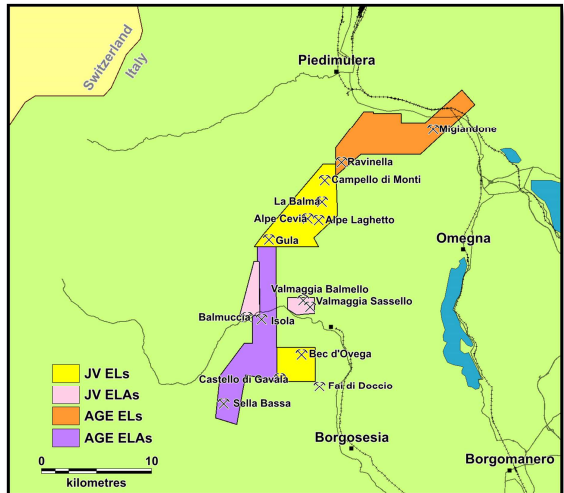 Switzerland
Italy
Piedimulera
Migiandone
Ravinella
Campello di Monti
La Balma
Alpe Cevia
Alpe Laghetto
Gula
Omegna
Valmaggia Balmello
Valmaggia Sassello
Balmuccia
Isola
Bec d'Ovega
Castello di Gavala
Fai di Doccio
Sella Bassa
JV ELs
JV ELAs
AGE ELs
AGE ELAs
0 10
kilometres
Borgosesia
Borgomanero